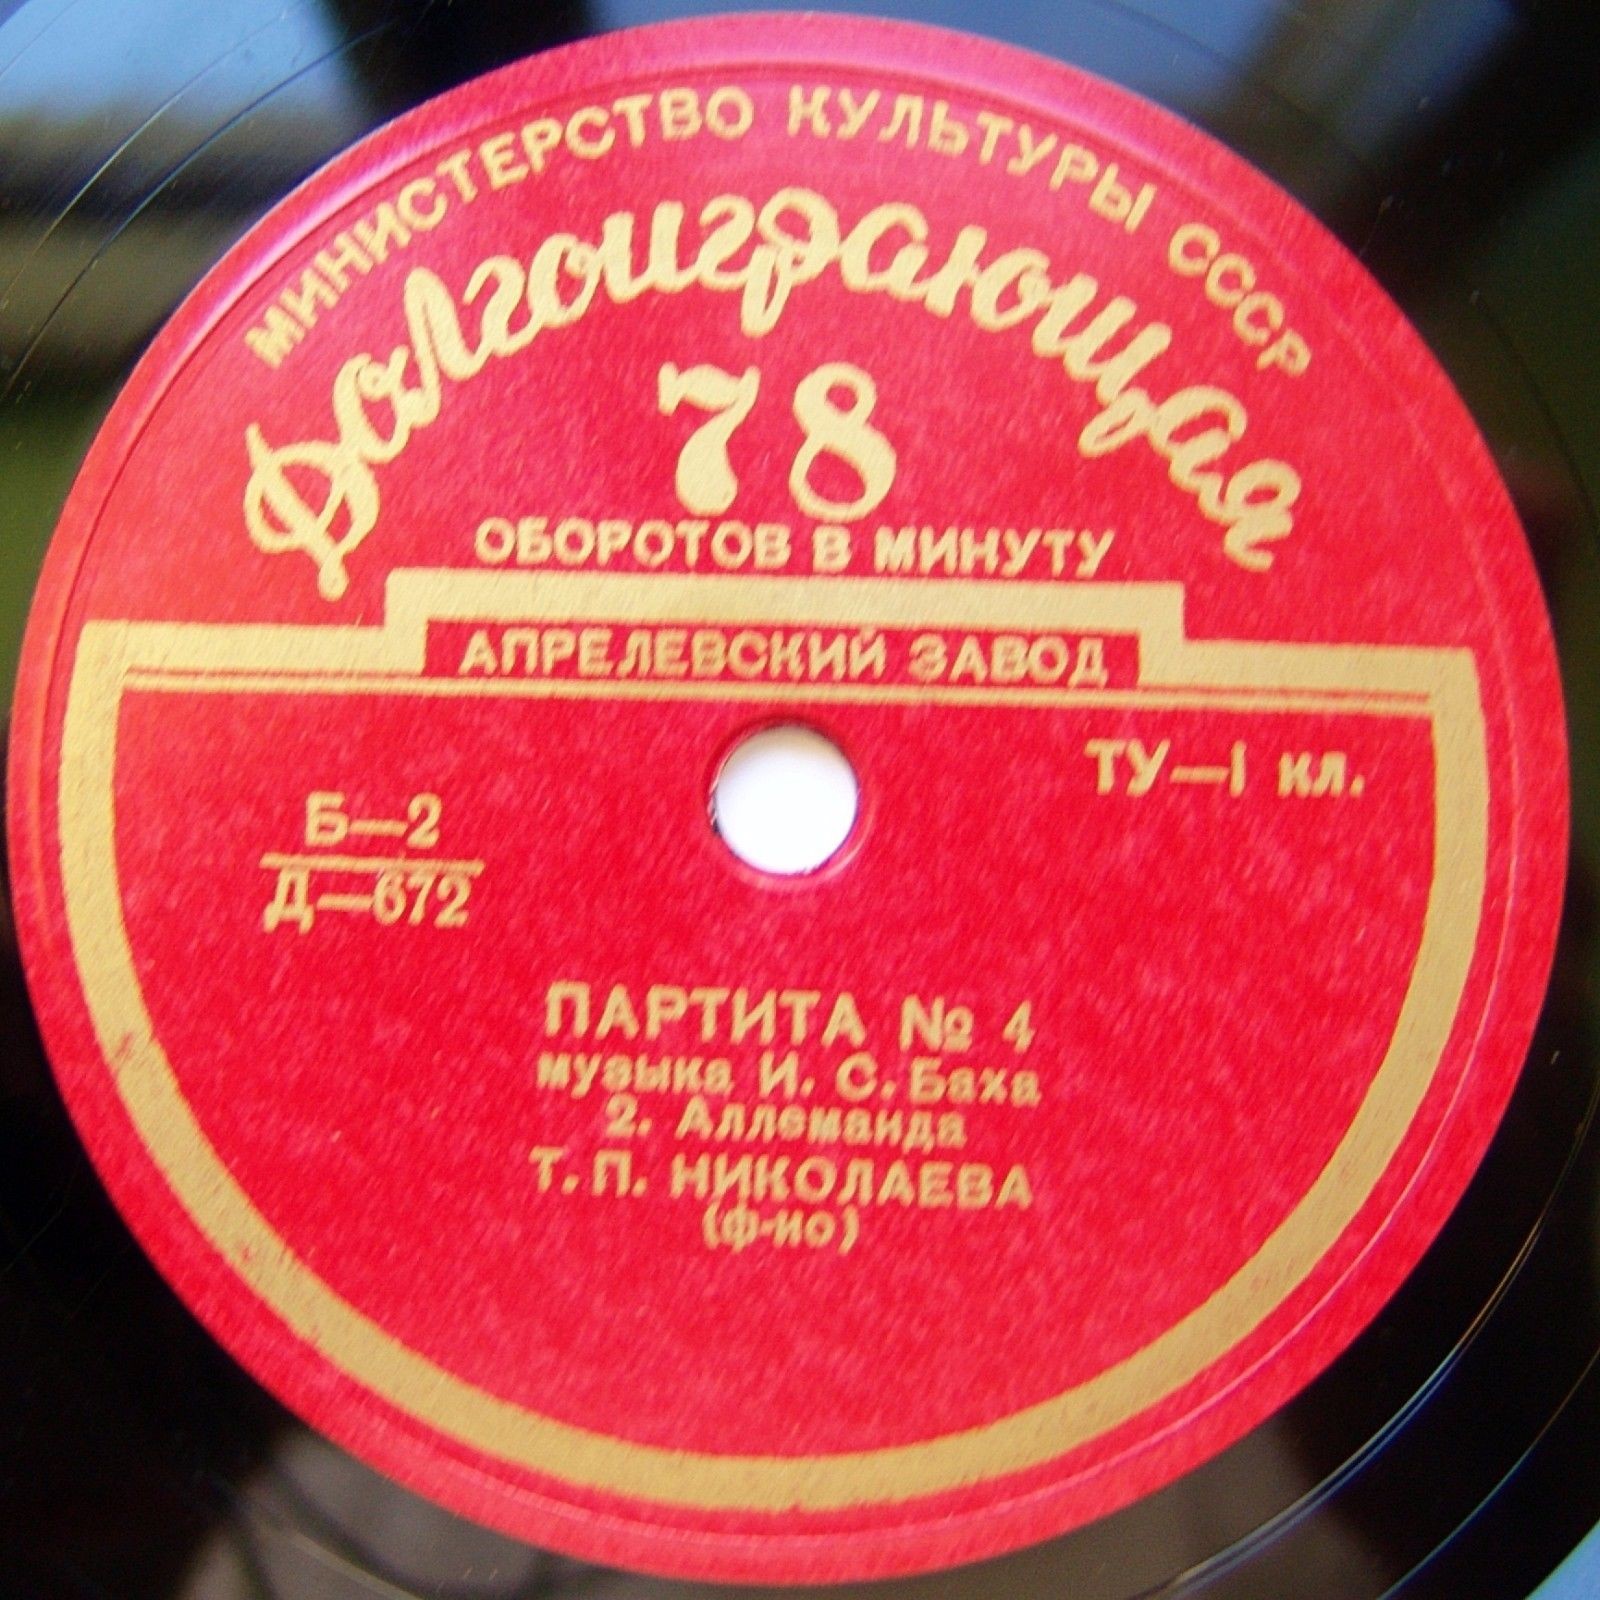 МИНИСТЕРСТВО КУЛЬТУРЫ СССР
Долгоиграющая
78
ОБОРОТОВ В МИНУТУ
АПРЕЛЕВСКИЙ ЗАВОД
ТУ—I кл.
Б—2
Д—672
ПАРТИТА № 4
музыка И. С. Баха
2. Аллеманда
Т. П. НИКОЛАЕВА
(ф-но)